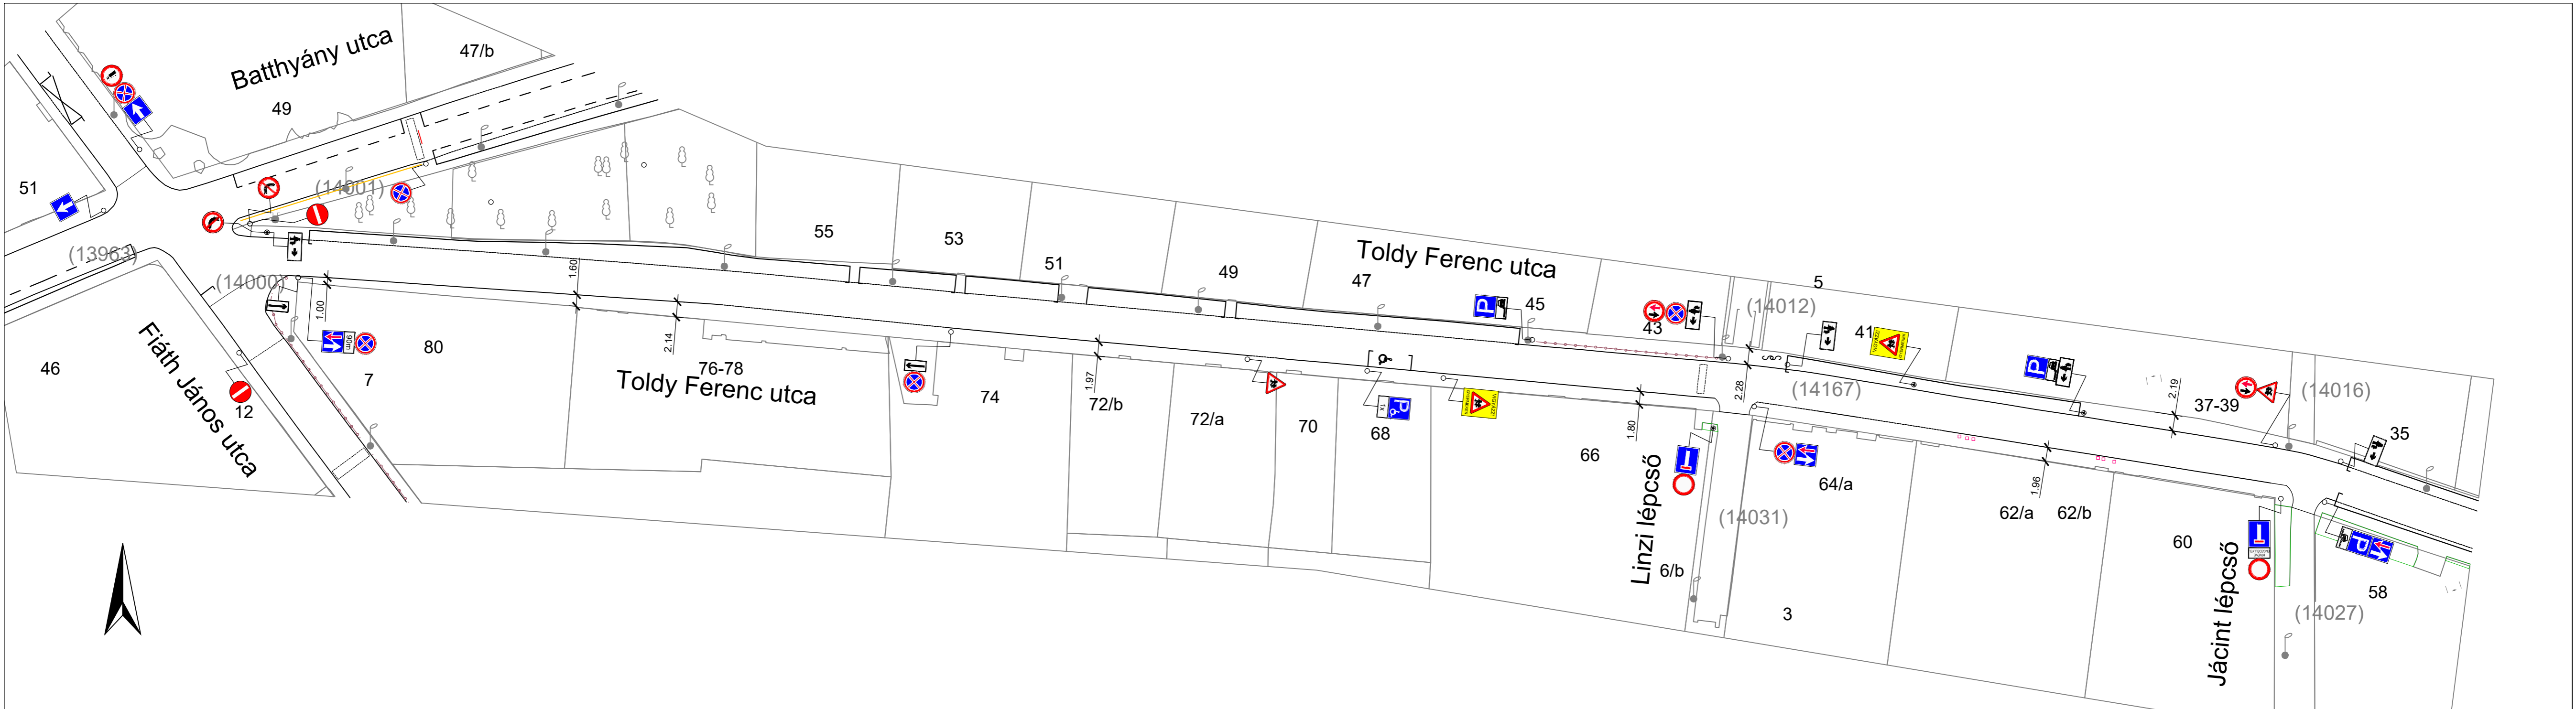 Batthyány utca
47/b
49
51
(14001)
(13963)
(14000)
55
53
51
49
47
Toldy Ferenc utca
P
45
43
(14012)
5
41
P
37-39
(14016)
35
1.60
1.00
2.14
1.97
1.80
2.28
2.19
1.96
46
Fiáth János utca
12
7
90m
80
76-78
Toldy Ferenc utca
74
72/b
72/a
70
68
P
1x
66
Linzi lépcső
6/b
(14167)
64/a
(14031)
3
62/a
62/b
60
Jácint lépcső
P
58
(14027)